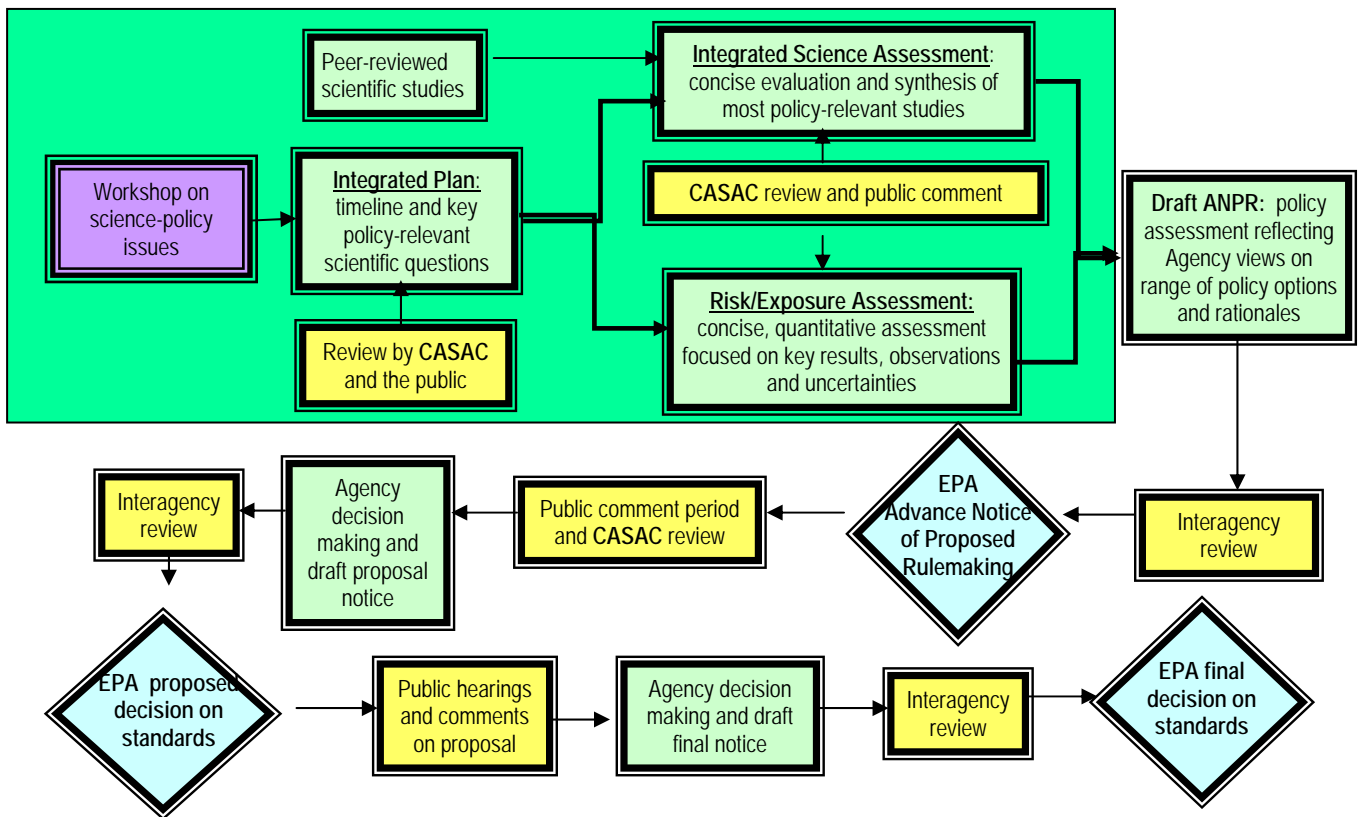 Peer-reviewed
scientific studies
Integrated Science Assessment:
concise evaluation and synthesis of
most policy-relevant studies
Workshop on
science-policy
issues
Integrated Plan:
timeline and key
policy-relevant
scientific questions
CASAC review and public comment
Draft ANPR: policy
assessment reflecting
Agency views on
range of policy options
and rationales
Review by CASAC
and the public
Risk/Exposure Assessment:
concise, quantitative assessment
focused on key results, observations
and uncertainties
Interagency
review
EPA
Advance Notice
of Proposed
Rulemaking
Public comment period
and CASAC review
Agency
decision
making and
draft proposal
notice
Interagency
review
EPA proposed
decision on
standards
Public hearings
and comments
on proposal
Agency decision
making and draft
final notice
Interagency
review
EPA final
decision on
standards